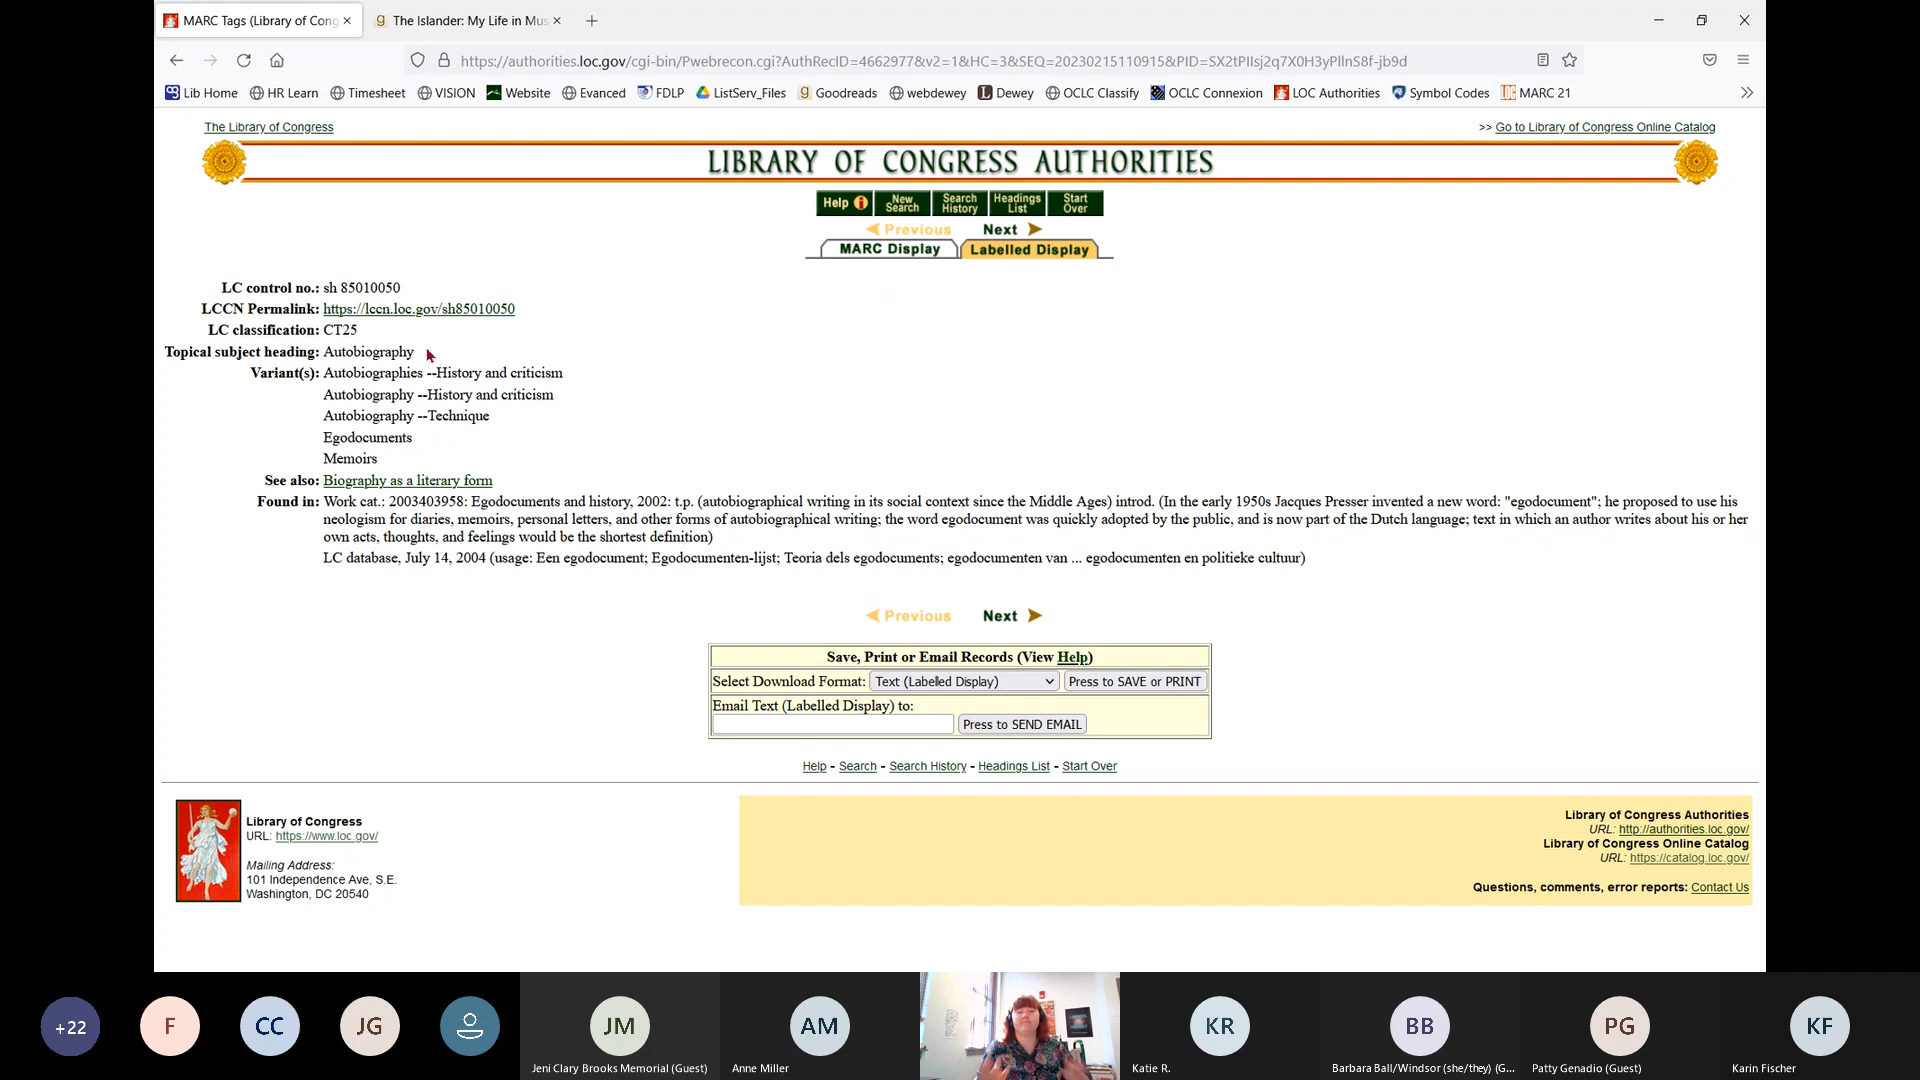 MARC Tags (Library of Cong
The Islander: My Life in Mus
https://authorities.loc.gov/cgi-bin/Pwebrecon.cgi?AuthRecID=4662977&v2=1&HC=3&SEQ=20230215110915&PID=SX2tPIIsj2q7X0H3yPllnS8f-jb9d
Lib Home HR Learn Timesheet VISION Website Evanced FDLP ListServ_Files Goodreads webdewey Dewey OCLC Classify OCLC Connexion LOC Authorities Symbol Codes MARC 21
The Library of Congress
>> Go to Library of Congress Online Catalog
LIBRARY OF CONGRESS AUTHORITIES
Help New Search Search History Headings List Start Over
Previous Next
MARC Display Labelled Display
LC control no.: sh 85010050
LCCN Permalink: https://lccn.loc.gov/sh85010050
LC classification: CT25
Topical subject heading: Autobiography
Variant(s): Autobiographies --History and criticism
Autobiography --History and criticism
Autobiography --Technique
Egodocuments
Memoirs
See also: Biography as a literary form
Found in: Work cat.: 2003403958: Egodocuments and history, 2002: t.p. (autobiographical writing in its social context since the Middle Ages) introd. (In the early 1950s Jacques Presser invented a new word: "egodocument"; he proposed to use his
neologism for diaries, memoirs, personal letters, and other forms of autobiographical writing; the word egodocument was quickly adopted by the public, and is now part of the Dutch language; text in which an author writes about his or her
own acts, thoughts, and feelings would be the shortest definition)
LC database, July 14, 2004 (usage: Een egodocument; Egodocumenten-lijst; Teoria dels egodocuments; egodocumenten van ... egodocumenten en politieke cultuur)
Previous Next
Save, Print or Email Records (View Help)
Select Download Format: Text (Labelled Display) Press to SAVE or PRINT
Email Text (Labelled Display) to:
Press to SEND EMAIL
Help - Search - Search History - Headings List - Start Over
Library of Congress
URL: https://www.loc.gov/
Mailing Address:
101 Independence Ave, S.E.
Washington, DC 20540
Library of Congress Authorities
URL: http://authorities.loc.gov/
Library of Congress Online Catalog
URL: https://catalog.loc.gov/
Questions, comments, error reports: Contact Us
+22 F CC JG JM AM KR BB PG KF
Jeni Clary Brooks Memorial (Guest) Anne Miller Katie R. Barbara Ball/Windsor (she/they) (G... Patty Genadio (Guest) Karin Fischer